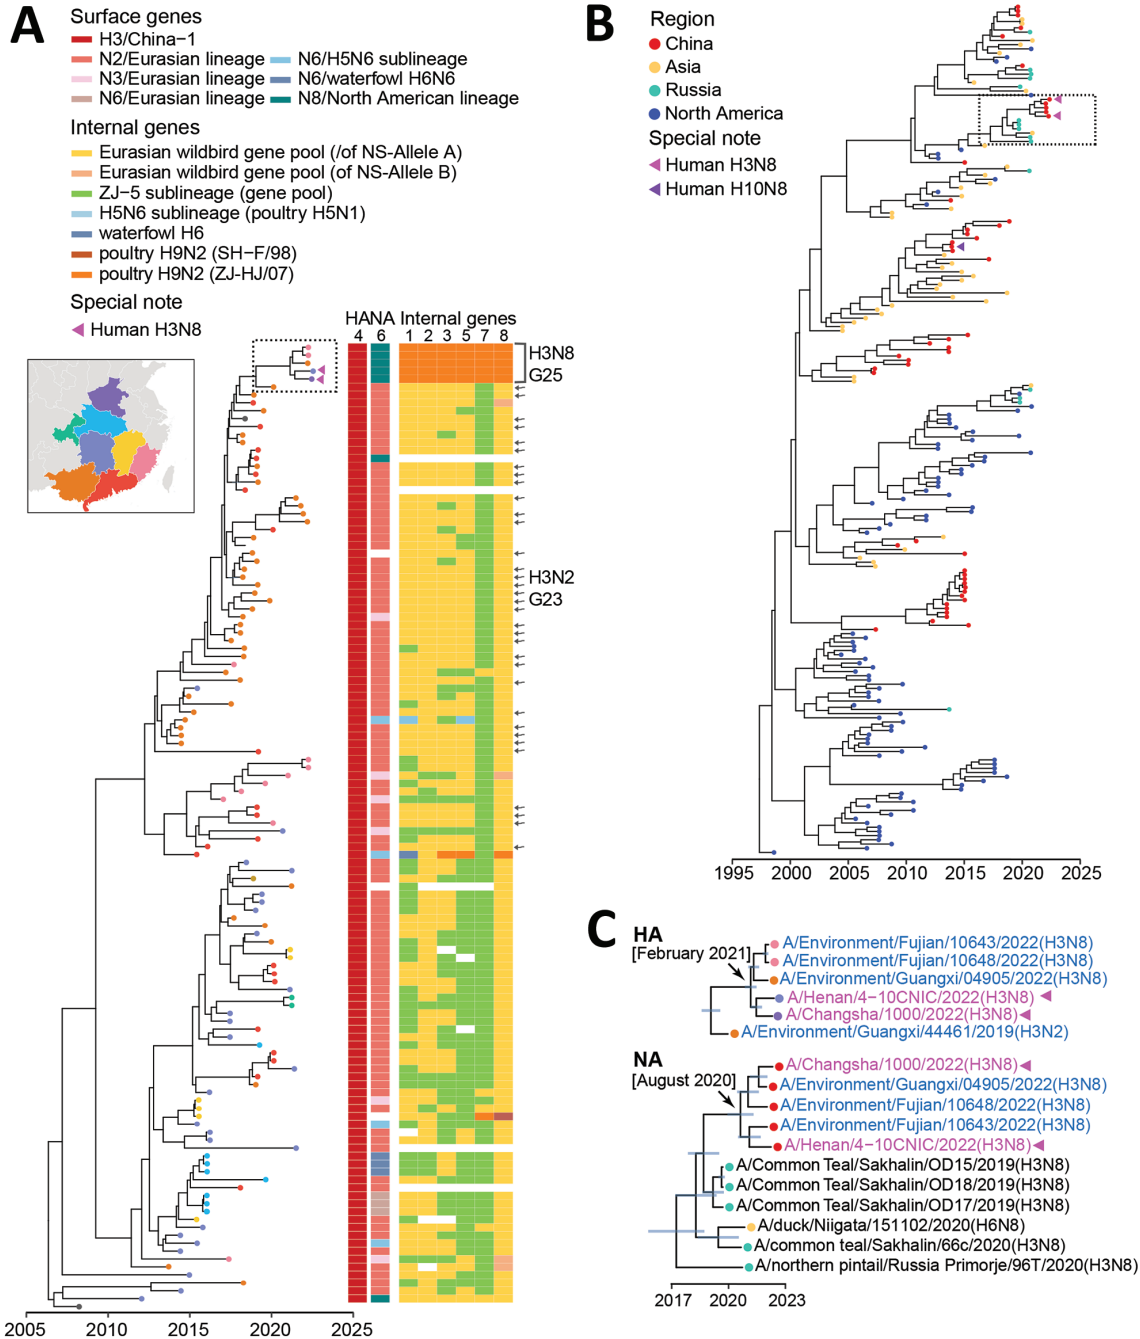 A
Surface genes
H3/China−1
N2/Eurasian lineage
N6/H5N6 sublineage
N3/Eurasian lineage
N6/waterfowl H6N6
N6/Eurasian lineage
N8/North American lineage
Internal genes
Eurasian wildbird gene pool (/of NS-Allele A)
Eurasian wildbird gene pool (of NS-Allele B)
ZJ−5 sublineage (gene pool)
H5N6 sublineage (poultry H5N1)
waterfowl H6
poultry H9N2 (SH−F/98)
poultry H9N2 (ZJ-HJ/07)
Special note
Human H3N8
HANA Internal genes
4 6 1 2 3 5 7 8
H3N8
G25
H3N2
G23
2005 2010 2015 2020 2025
B
Region
China
Asia
Russia
North America
Special note
Human H3N8
Human H10N8
1995 2000 2005 2010 2015 2020 2025
C
HA
[February 2021]
A/Environment/Fujian/10643/2022(H3N8)
A/Environment/Fujian/10648/2022(H3N8)
A/Environment/Guangxi/04905/2022(H3N8)
A/Henan/4−10CNIC/2022(H3N8)
A/Changsha/1000/2022(H3N8)
A/Environment/Guangxi/44461/2019(H3N2)
NA
[August 2020]
A/Changsha/1000/2022(H3N8)
A/Environment/Guangxi/04905/2022(H3N8)
A/Environment/Fujian/10648/2022(H3N8)
A/Environment/Fujian/10643/2022(H3N8)
A/Henan/4−10CNIC/2022(H3N8)
A/Common Teal/Sakhalin/OD15/2019(H3N8)
A/Common Teal/Sakhalin/OD18/2019(H3N8)
A/Common Teal/Sakhalin/OD17/2019(H3N8)
A/duck/Niigata/151102/2020(H6N8)
A/common teal/Sakhalin/66c/2020(H3N8)
A/northern pintail/Russia Primorje/96T/2020(H3N8)
2017 2020 2023